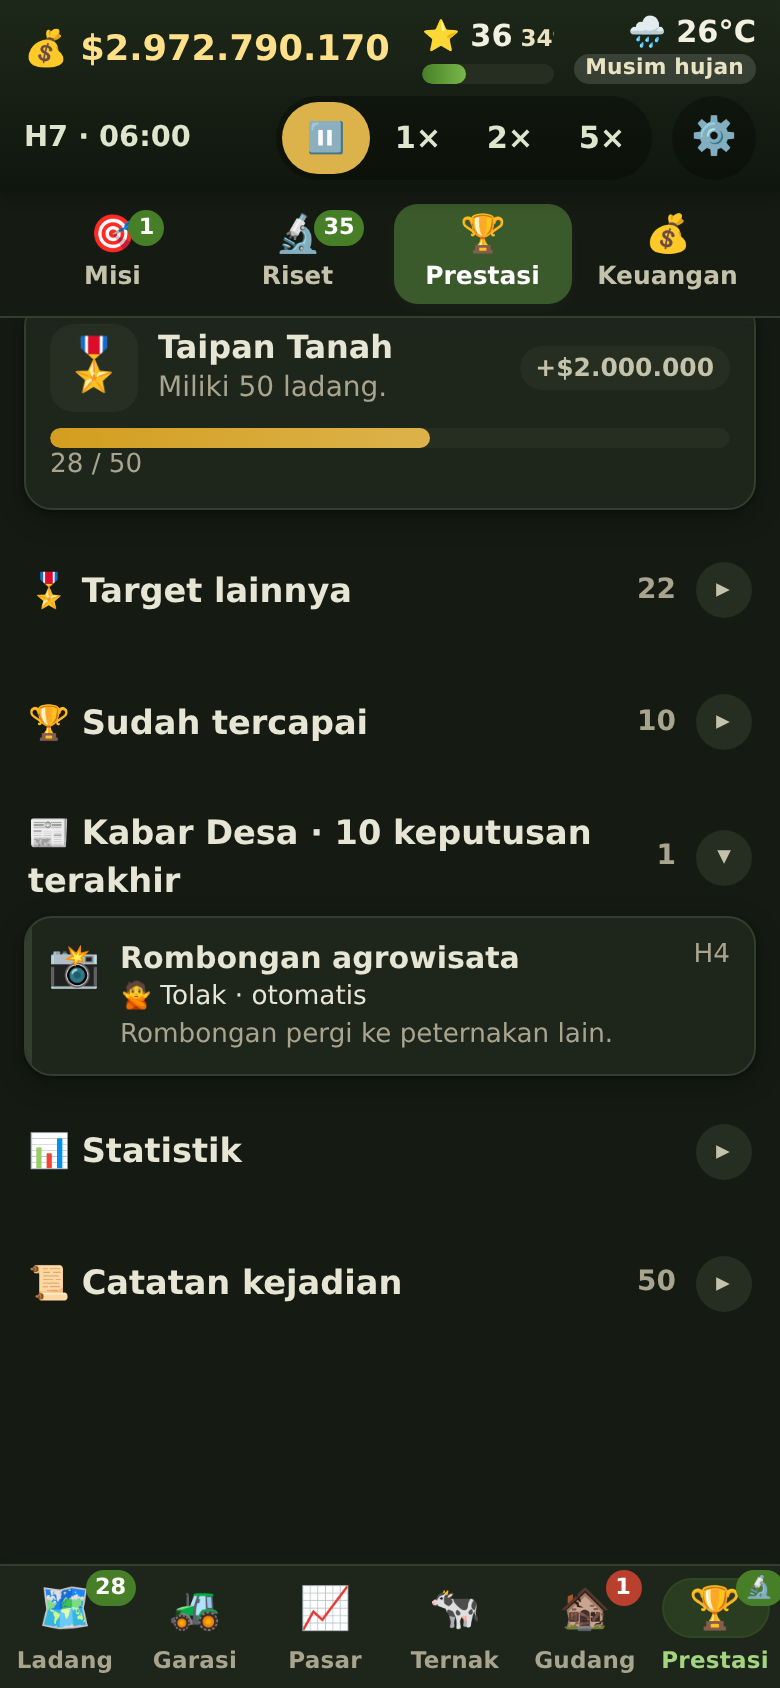 $2.972.790.170
36 34
26°C
Musim hujan
H7 · 06:00
1×
2×
5×
1
Misi
35
Riset
Prestasi
Keuangan
Taipan Tanah
Miliki 50 ladang.
+$2.000.000
28 / 50
Target lainnya
22
Sudah tercapai
10
Kabar Desa · 10 keputusan
terakhir
1
Rombongan agrowisata
H4
Tolak · otomatis
Rombongan pergi ke peternakan lain.
Statistik
Catatan kejadian
50
28
Ladang
Garasi
Pasar
Ternak
1
Gudang
Prestasi